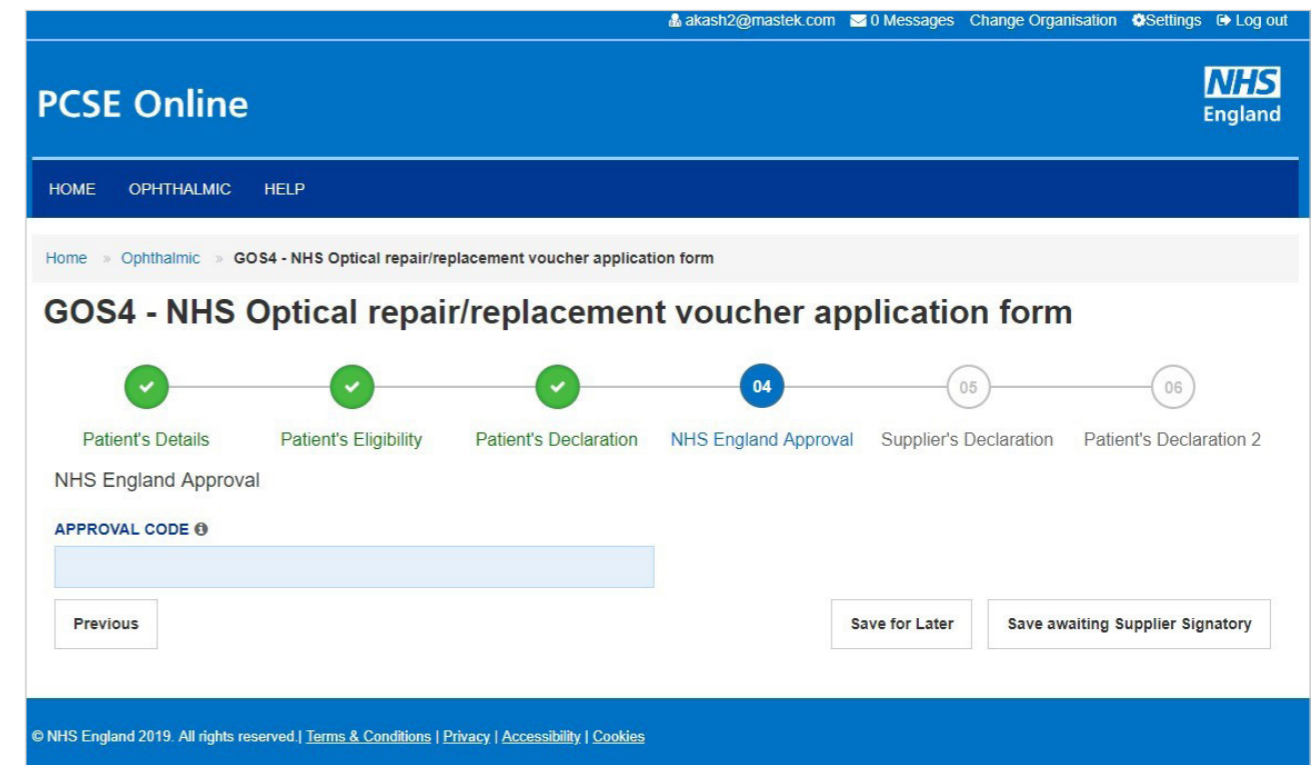 akash2@mastek.com 0 Messages Change Organisation Settings Log out
PCSE Online
NHS
England
HOME OPHTHALMIC HELP
Home » Ophthalmic » GOS4 - NHS Optical repair/replacement voucher application form
GOS4 - NHS Optical repair/replacement voucher application form
04 05 06
Patient's Details Patient's Eligibility Patient's Declaration NHS England Approval Supplier's Declaration Patient's Declaration 2
NHS England Approval
APPROVAL CODE
Previous Save for Later Save awaiting Supplier Signatory
© NHS England 2019. All rights reserved.| Terms & Conditions | Privacy | Accessibility | Cookies